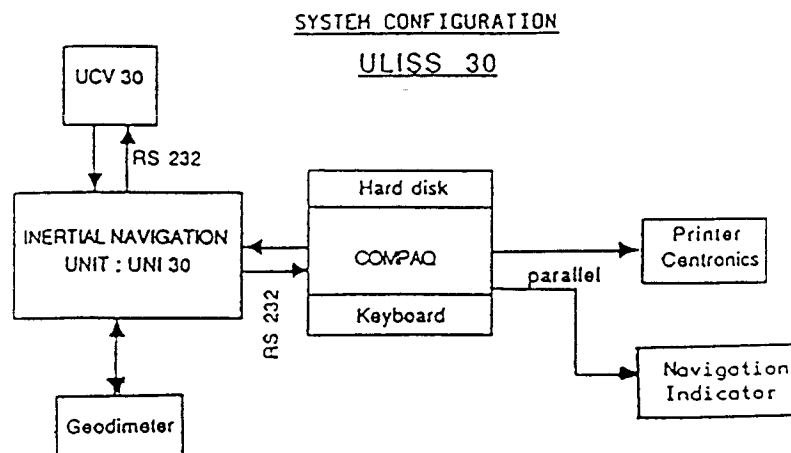 SYSTEM CONFIGURATION
ULISS 30
UCV 30
RS 232
INERTIAL NAVIGATION
UNIT : UNI 30
RS 232
Hard disk
COMPAQ
Keyboard
parallel
Printer
Centronics
Navigation
Indicator
Geodimeter